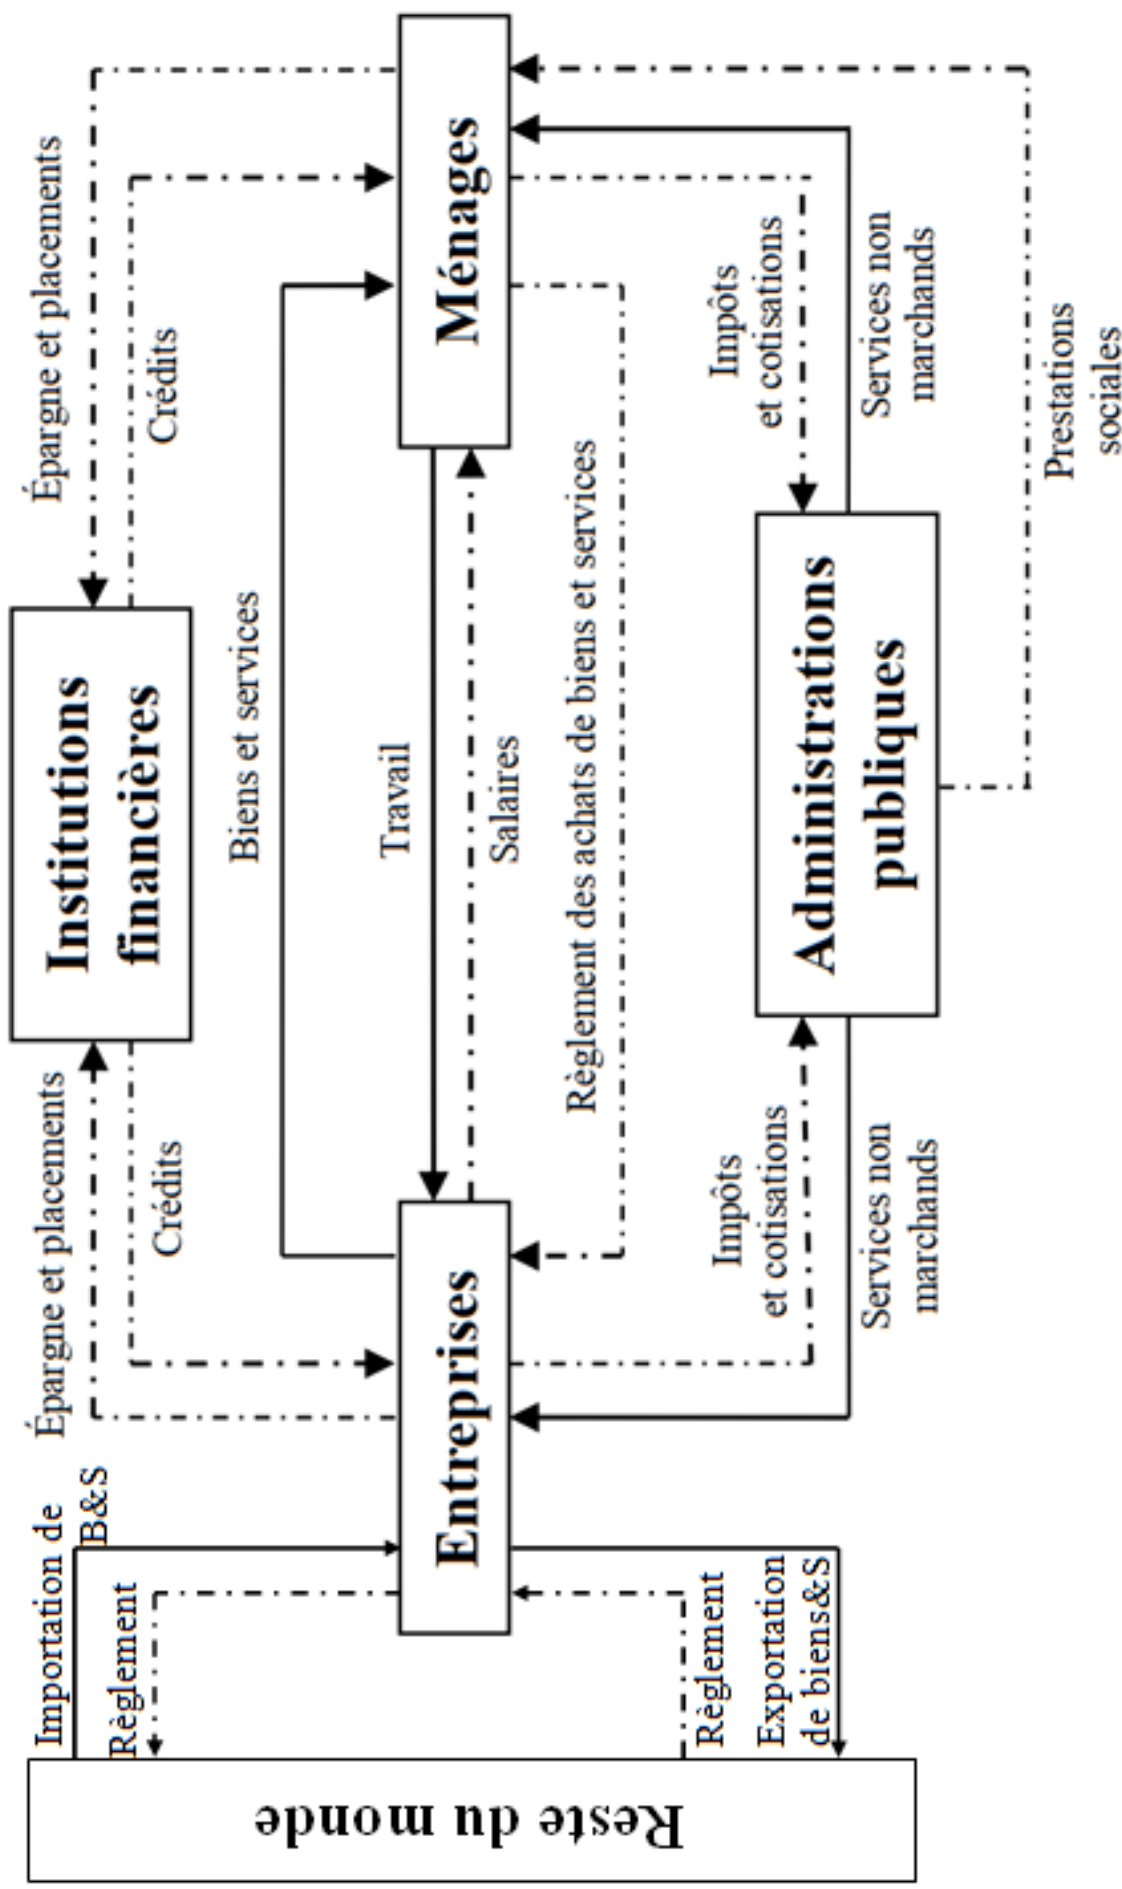 Importation de
B&S
Règlement
Reste du monde
Règlement
Exportation
de biens&S
Épargne et placements
Crédits
Entreprises
Impôts
et cotisations
Services non
marchands
Institutions
financières
Biens et services
Travail
Salaires
Règlement des achats de biens et services
Administrations
publiques
Épargne et placements
Crédits
Ménages
Impôts
et cotisations
Services non
marchands
Prestations
sociales